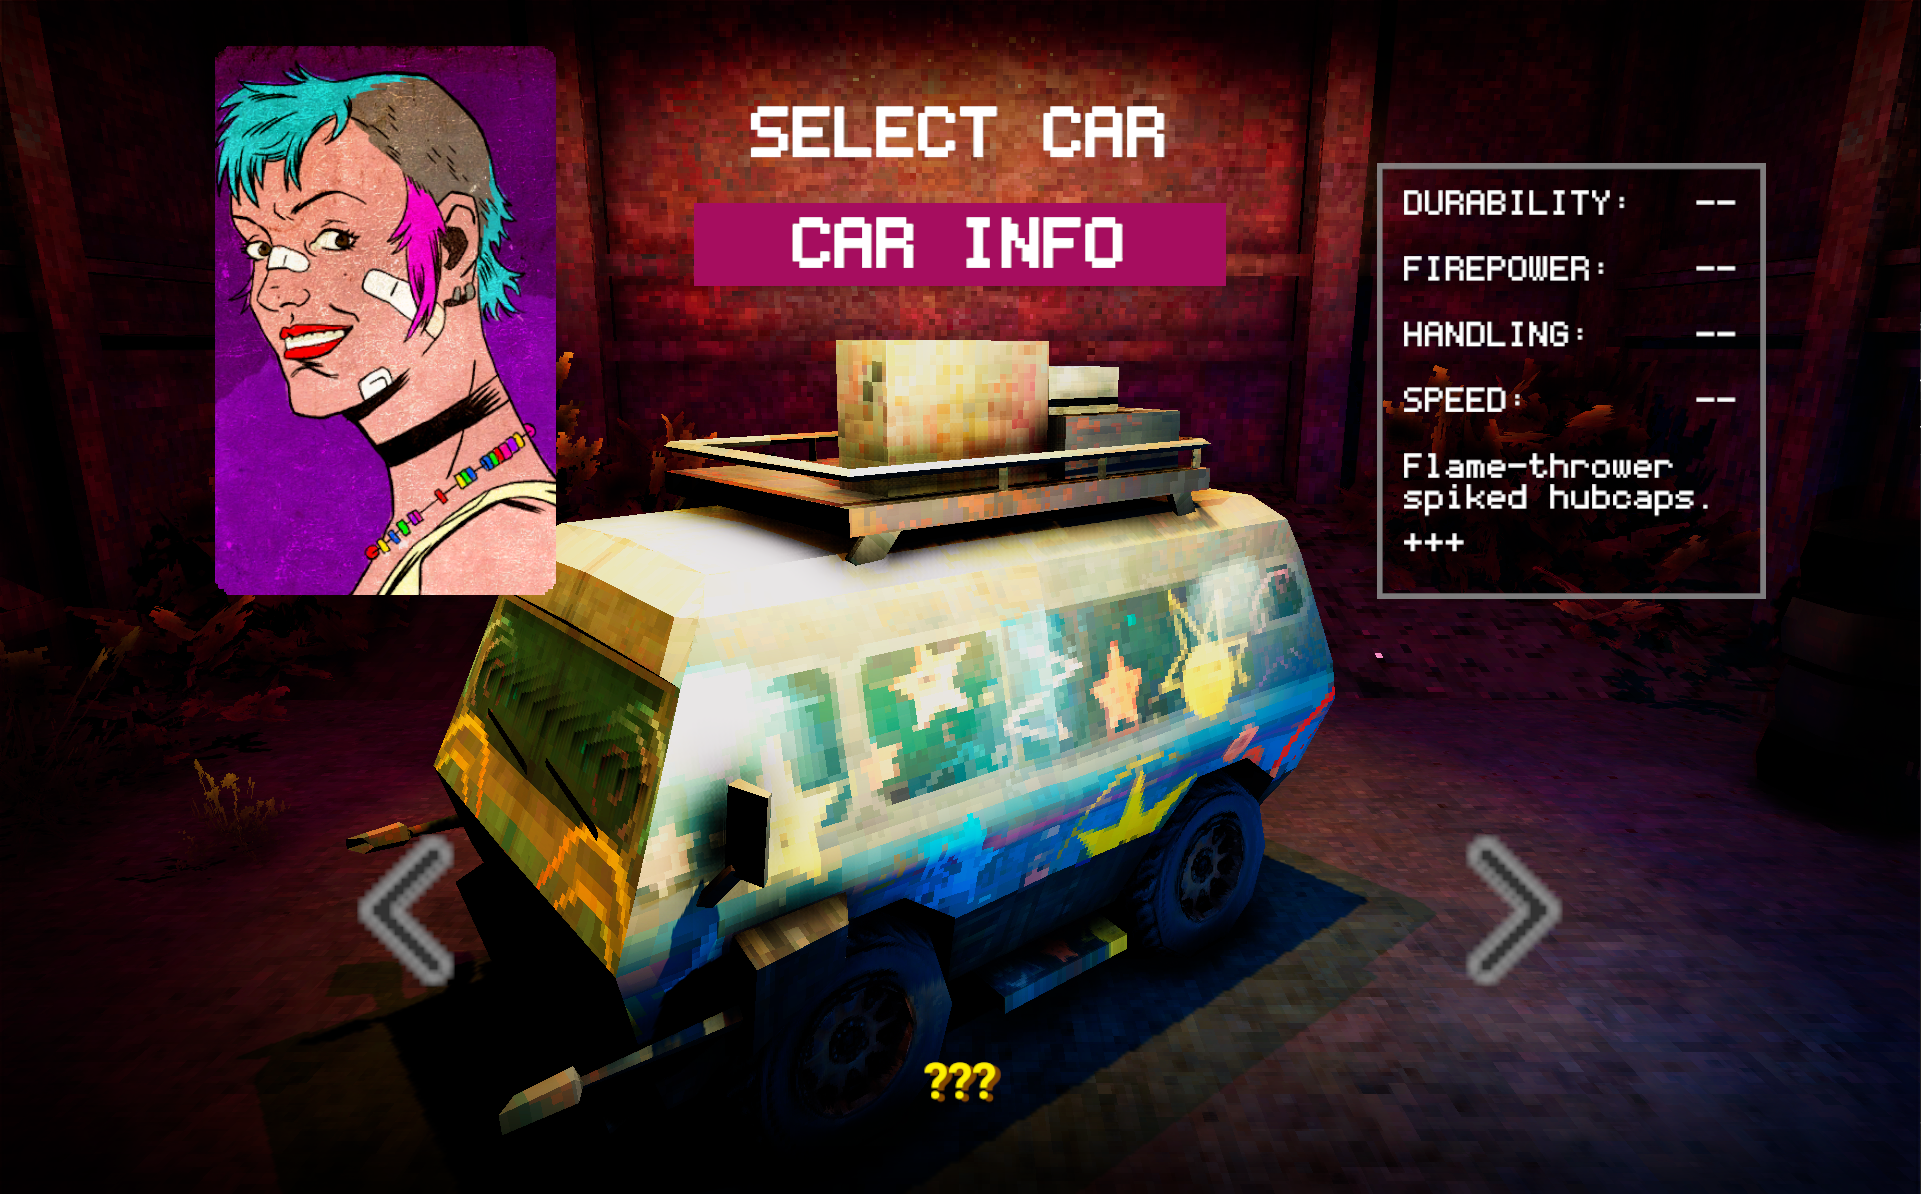 SELECT CAR
CAR INFO
DURABILITY: --
FIREPOWER: --
HANDLING: --
SPEED: --
Flame-thrower
spiked hubcaps.
+++
???